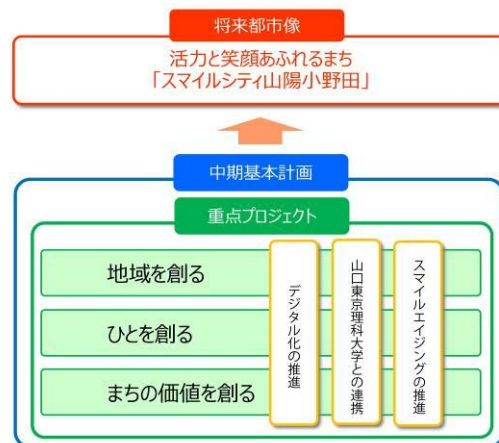 将来都市像
活力と笑顔あふれるまち
「スマイルシティ山陽小野田」
中期基本計画
重点プロジェクト
地域を創る
ひとを創る
まちの価値を創る
デジタル化の推進
山口東京理科大学との連携
スマイルエイジングの推進